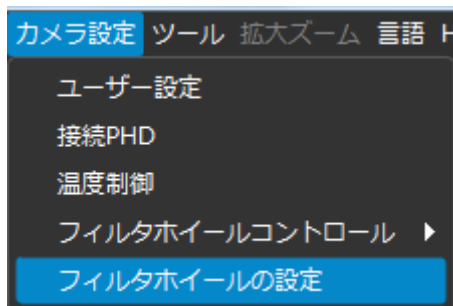 カメラ設定 ツール 拡大ズーム 言語 H
ユーザー設定
接続PHD
温度制御
フィルタホイールコントロール
フィルタホイールの設定